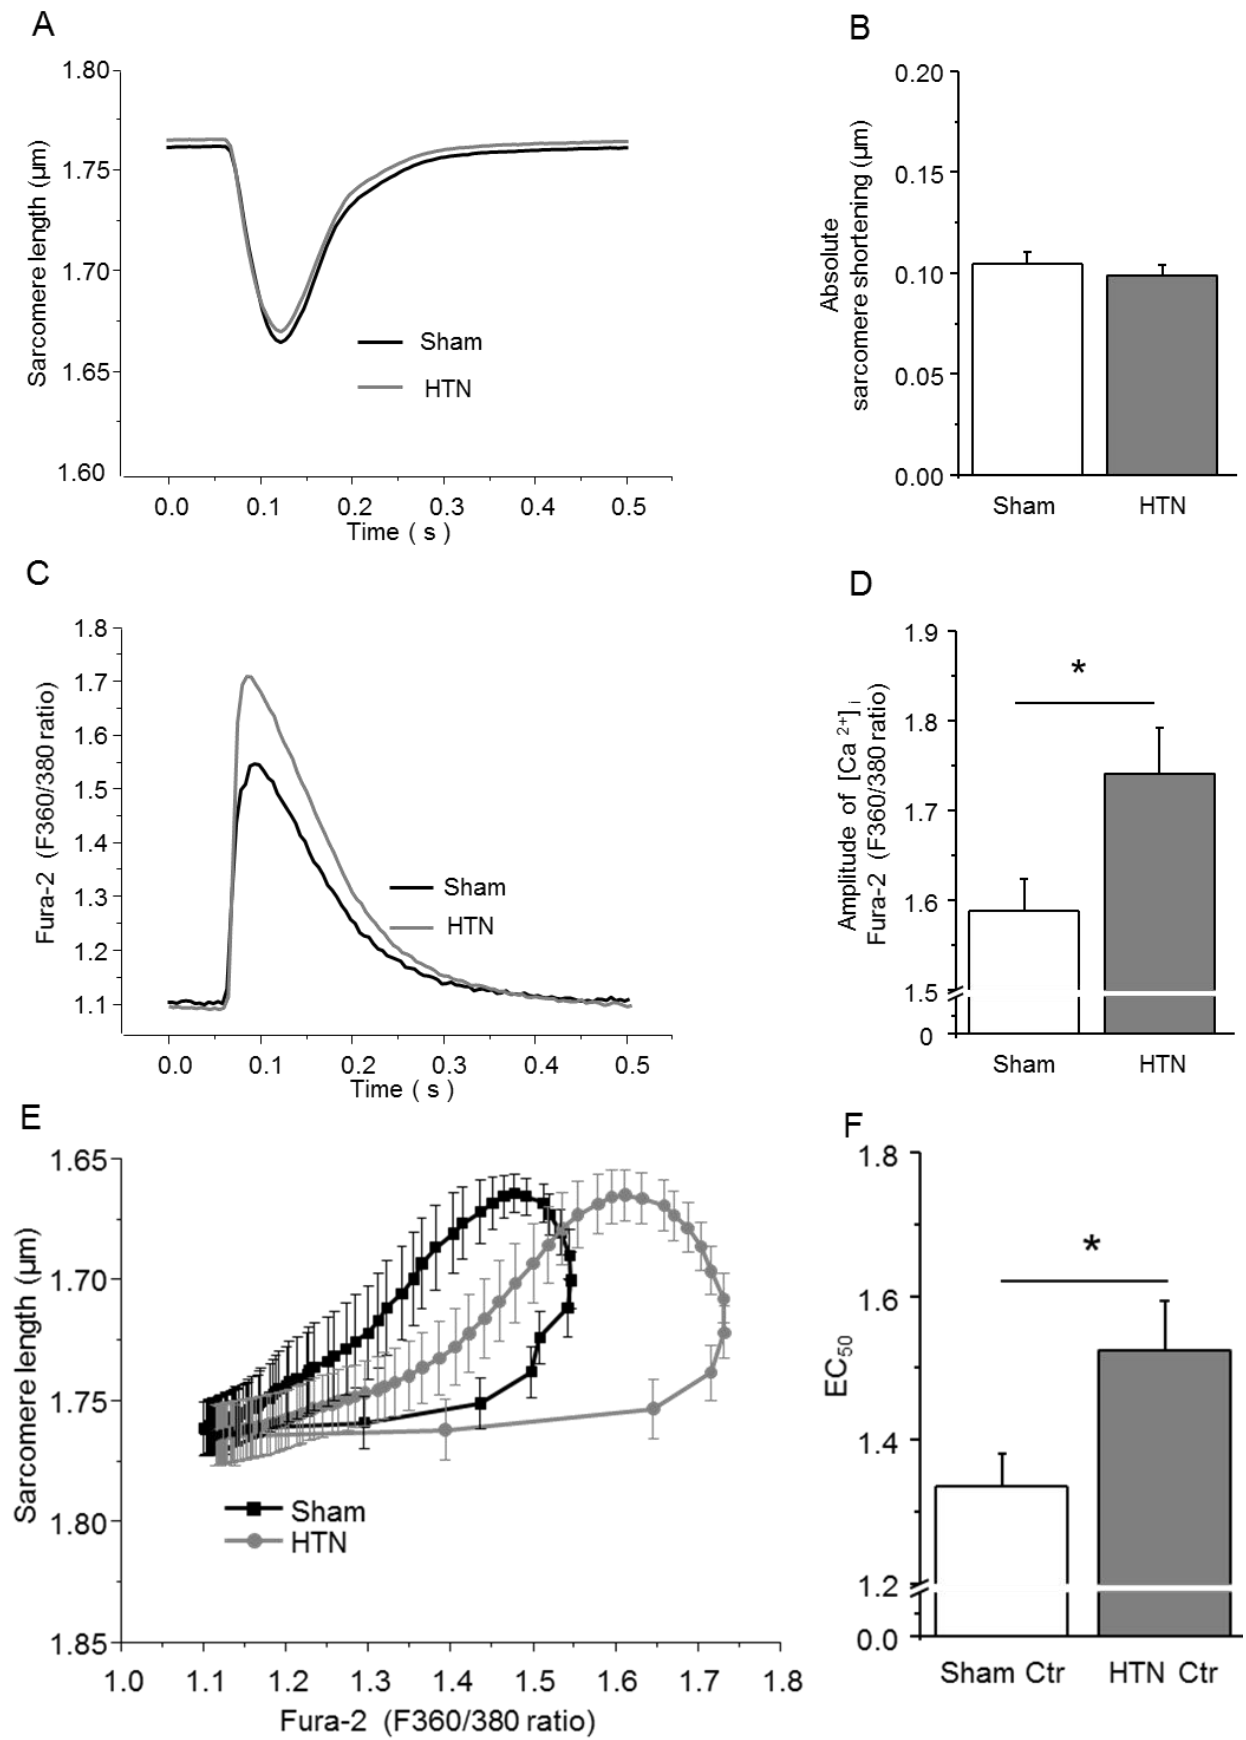 A
1.80
1.75
1.70
1.65
1.60
Sarcomere length (µm)
Sham
HTN
0.0 0.1 0.2 0.3 0.4 0.5
Time ( s )
B
0.20
0.15
0.10
0.05
0.00
Absolute
sarcomere shortening (µm)
Sham HTN
C
1.8
1.7
1.6
1.5
1.4
1.3
1.2
1.1
Fura-2 (F360/380 ratio)
Sham
HTN
0.0 0.1 0.2 0.3 0.4 0.5
Time ( s )
D
1.9
1.8
1.7
1.6
1.5
0
Amplitude of [Ca 2+] i
Fura-2 (F360/380 ratio)
*
Sham HTN
E
1.65
1.70
1.75
1.80
1.85
Sarcomere length (µm)
Sham
HTN
1.0 1.1 1.2 1.3 1.4 1.5 1.6 1.7 1.8
Fura-2 (F360/380 ratio)
F
1.8
1.6
1.4
1.2
0.0
EC50
*
Sham Ctr HTN Ctr